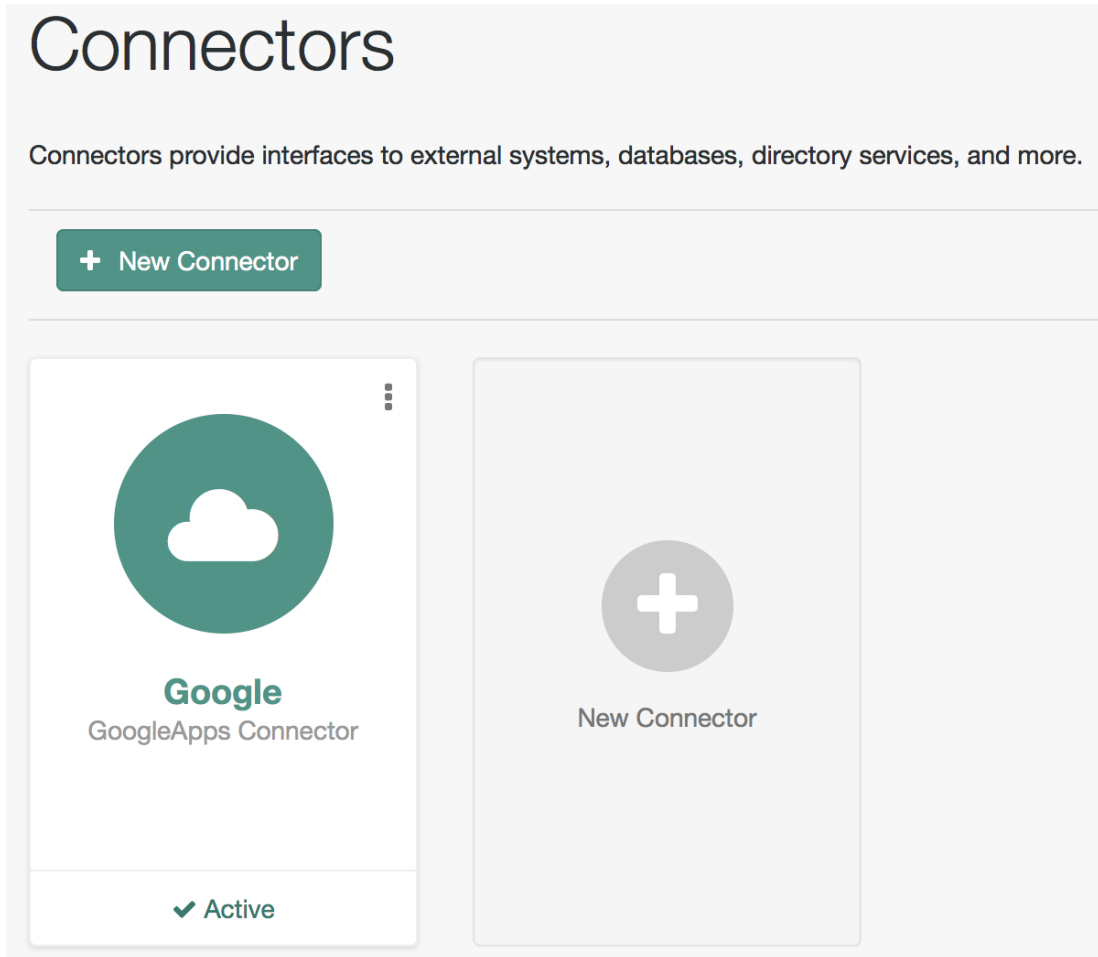 Connectors
Connectors provide interfaces to external systems, databases, directory services, and more.
New Connector
Google
GoogleApps Connector
Active
New Connector